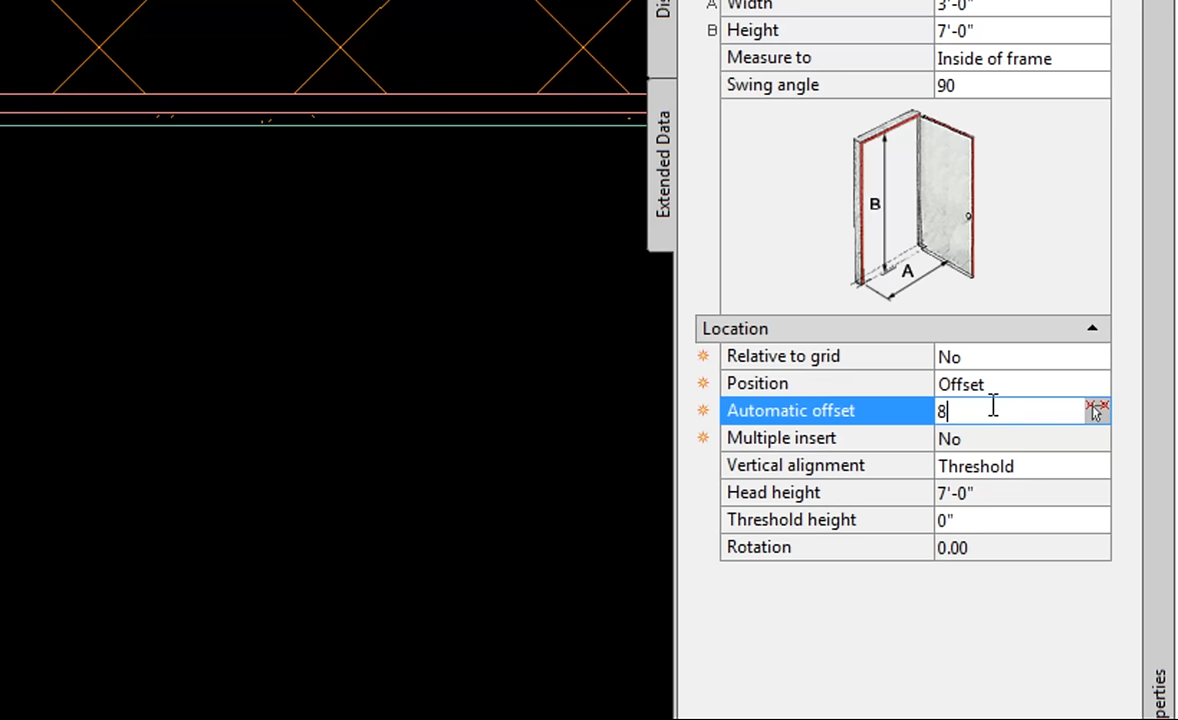 A Width 3'-0"
B Height 7'-0"
Measure to Inside of frame
Swing angle 90
Extended Data
B
A
Location
Relative to grid No
Position Offset
Automatic offset 8
Multiple insert No
Vertical alignment Threshold
Head height 7'-0"
Threshold height 0"
Rotation 0.00